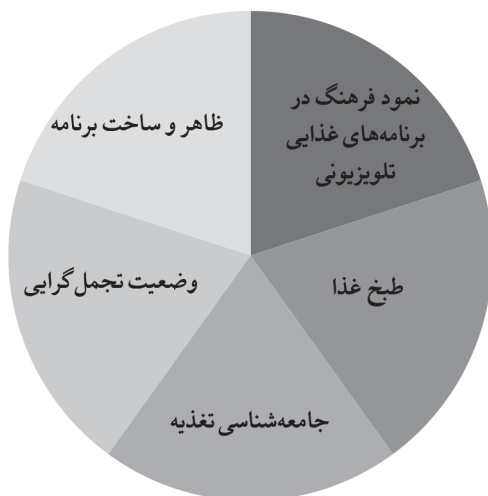 نمود فرهنگ در
برنامه‌های غذایی
تلویزیونی
ظاهر و ساخت برنامه
طبخ غذا
وضعیت تجمل‌گرایی
جامعه‌شناسی تغذیه